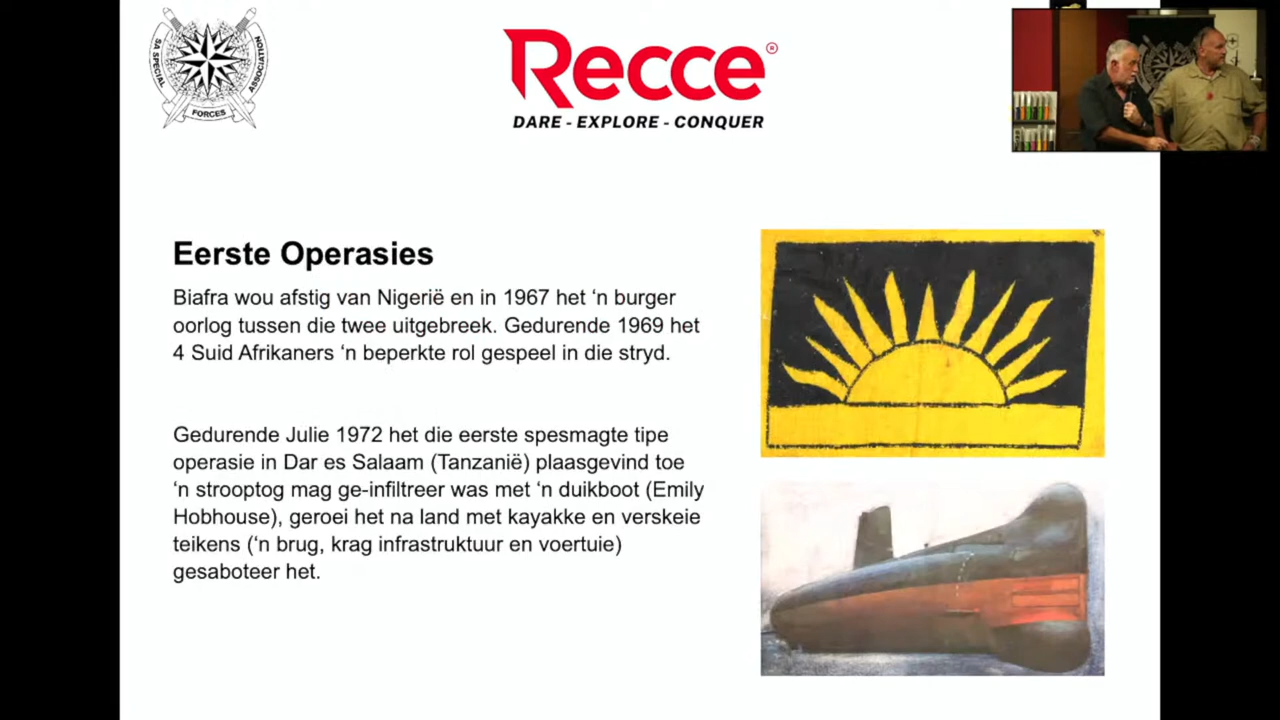 SA SPECIAL
FORCES
ASSOCIATION
Recce®
DARE - EXPLORE - CONQUER
Eerste Operasies
Biafra wou afstig van Nigerië en in 1967 het ‘n burger
oorlog tussen die twee uitgebreek. Gedurende 1969 het
4 Suid Afrikaners ‘n beperkte rol gespeel in die stryd.
Gedurende Julie 1972 het die eerste spesmagte tipe
operasie in Dar es Salaam (Tanzanië) plaasgevind toe
‘n strooptog mag ge-infiltreer was met ‘n duikboot (Emily
Hobhouse), geroei het na land met kayakke en verskeie
teikens (‘n brug, krag infrastruktuur en voertuie)
gesaboteer het.